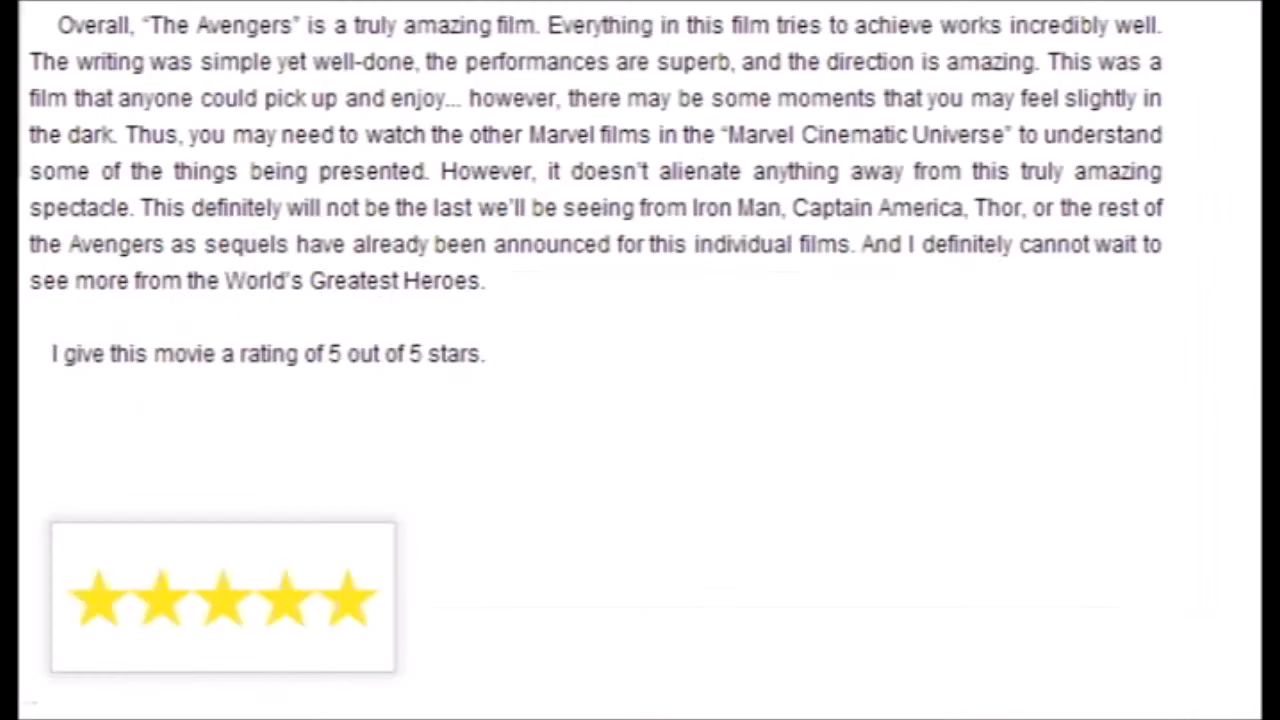 Overall, “The Avengers” is a truly amazing film. Everything in this film tries to achieve works incredibly well.
The writing was simple yet well-done, the performances are superb, and the direction is amazing. This was a
film that anyone could pick up and enjoy... however, there may be some moments that you may feel slightly in
the dark. Thus, you may need to watch the other Marvel films in the “Marvel Cinematic Universe” to understand
some of the things being presented. However, it doesn’t alienate anything away from this truly amazing
spectacle. This definitely will not be the last we’ll be seeing from Iron Man, Captain America, Thor, or the rest of
the Avengers as sequels have already been announced for this individual films. And I definitely cannot wait to
see more from the World’s Greatest Heroes.
I give this movie a rating of 5 out of 5 stars.